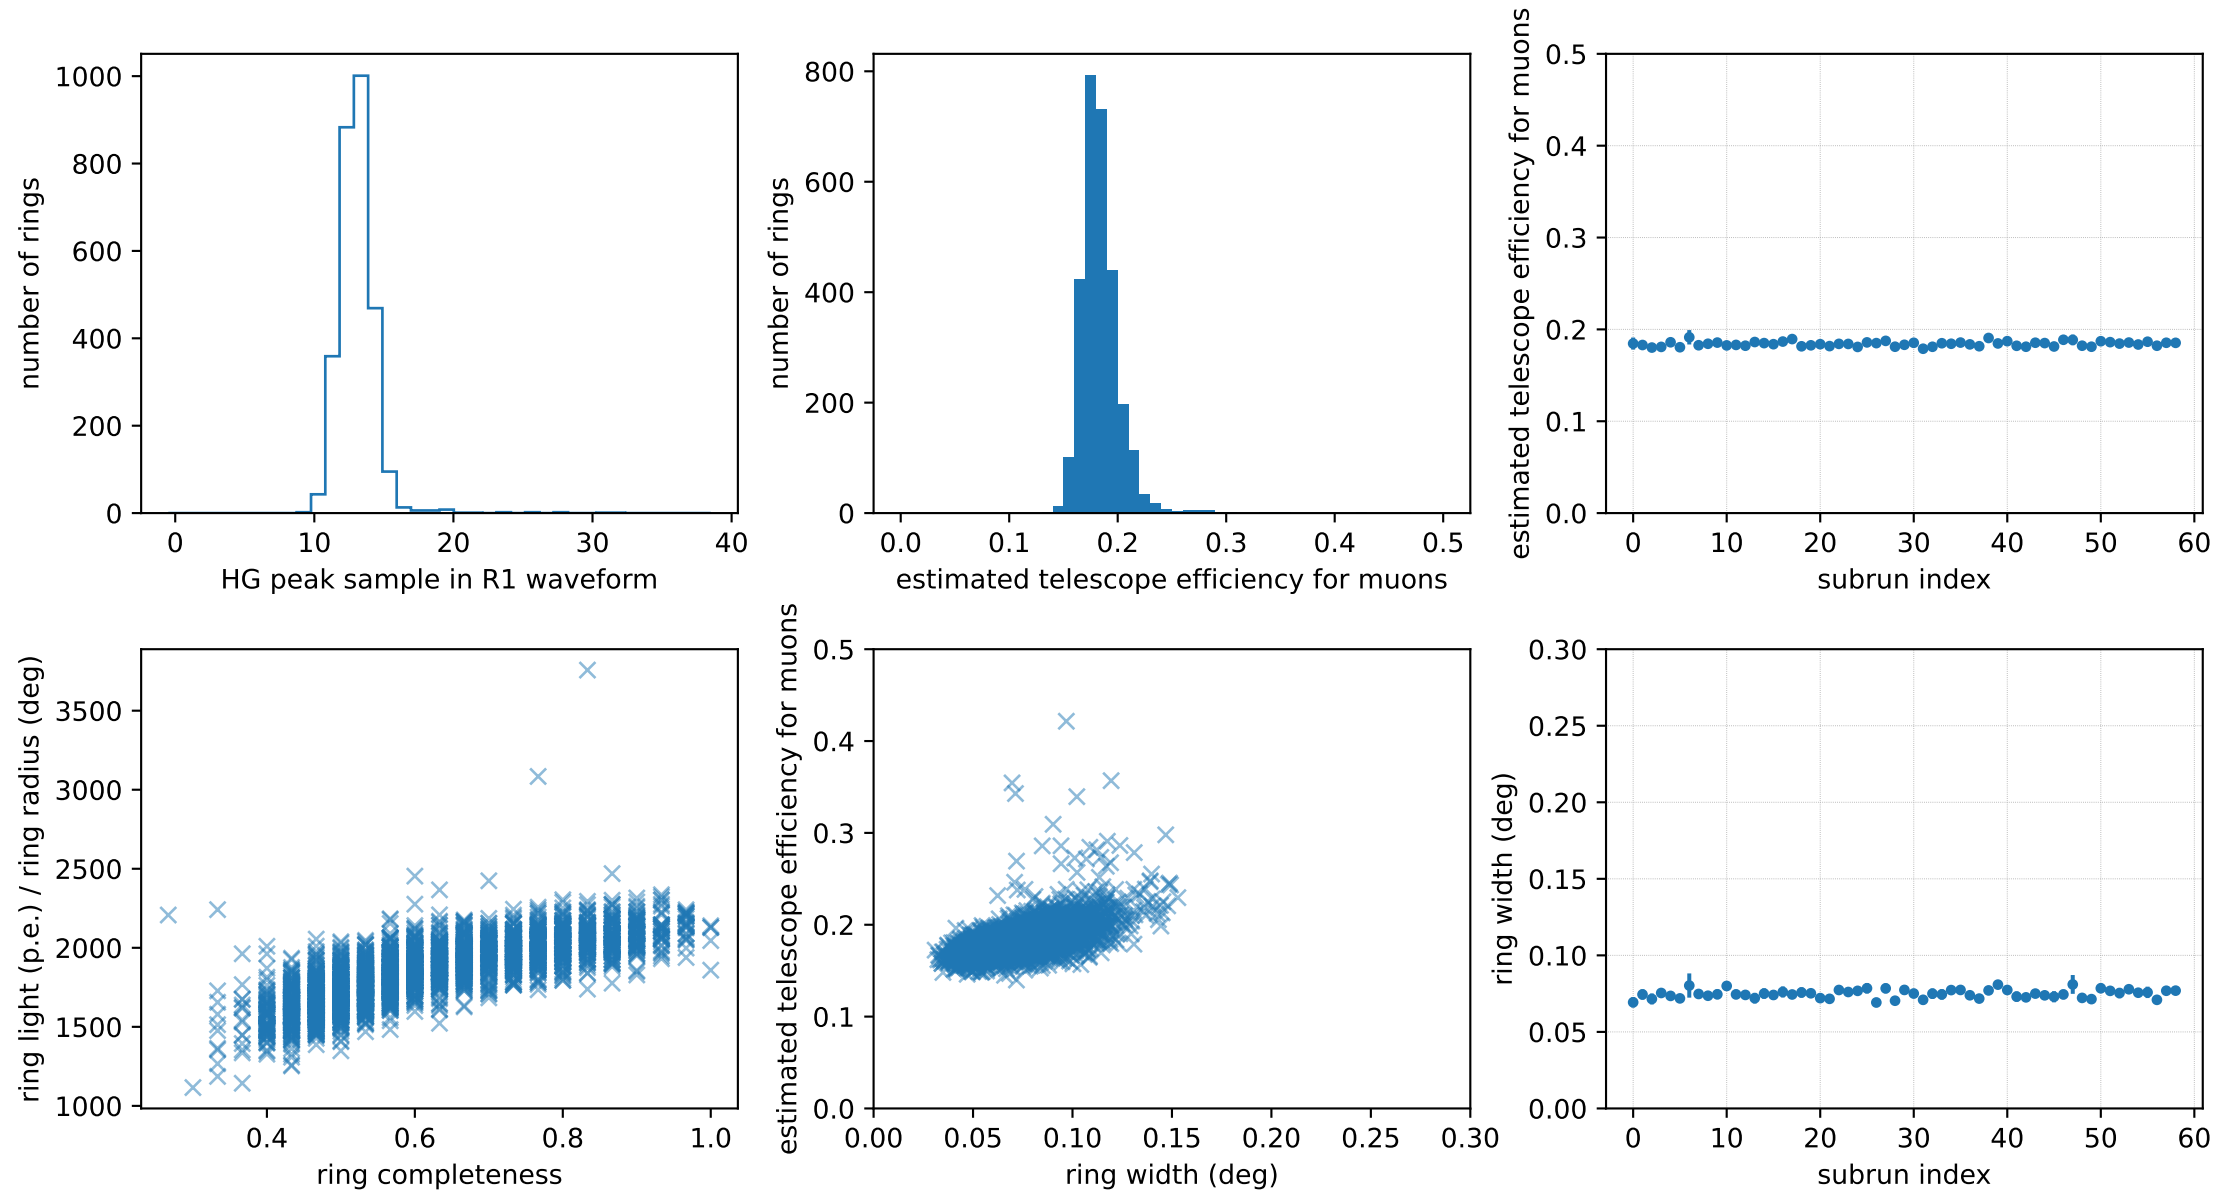 number of rings
1000
800
600
400
200
0
0 10 20 30 40
HG peak sample in R1 waveform
number of rings
800
600
400
200
0
0.0 0.1 0.2 0.3 0.4 0.5
estimated telescope efficiency for muons
estimated telescope efficiency for muons
0.5
0.4
0.3
0.2
0.1
0.0
0 10 20 30 40 50 60
subrun index
ring light (p.e.) / ring radius (deg)
3500
3000
2500
2000
1500
1000
0.4 0.6 0.8 1.0
ring completeness
estimated telescope efficiency for muons
0.5
0.4
0.3
0.2
0.1
0.0
0.00 0.05 0.10 0.15 0.20 0.25 0.30
ring width (deg)
ring width (deg)
0.30
0.25
0.20
0.15
0.10
0.05
0.00
0 10 20 30 40 50 60
subrun index